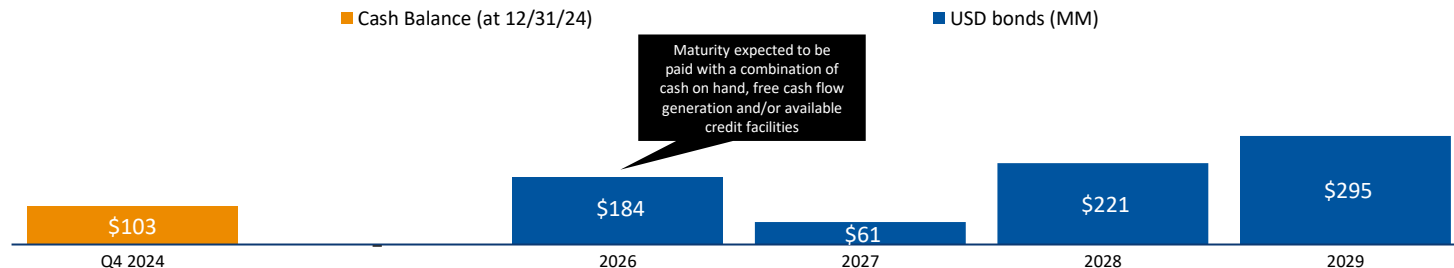 Cash Balance (at 12/31/24)
USD bonds (MM)
Maturity expected to be
paid with a combination of
cash on hand, free cash flow
generation and/or available
credit facilities
$103
$184
$61
$221
$295
Q4 2024
2026
2027
2028
2029